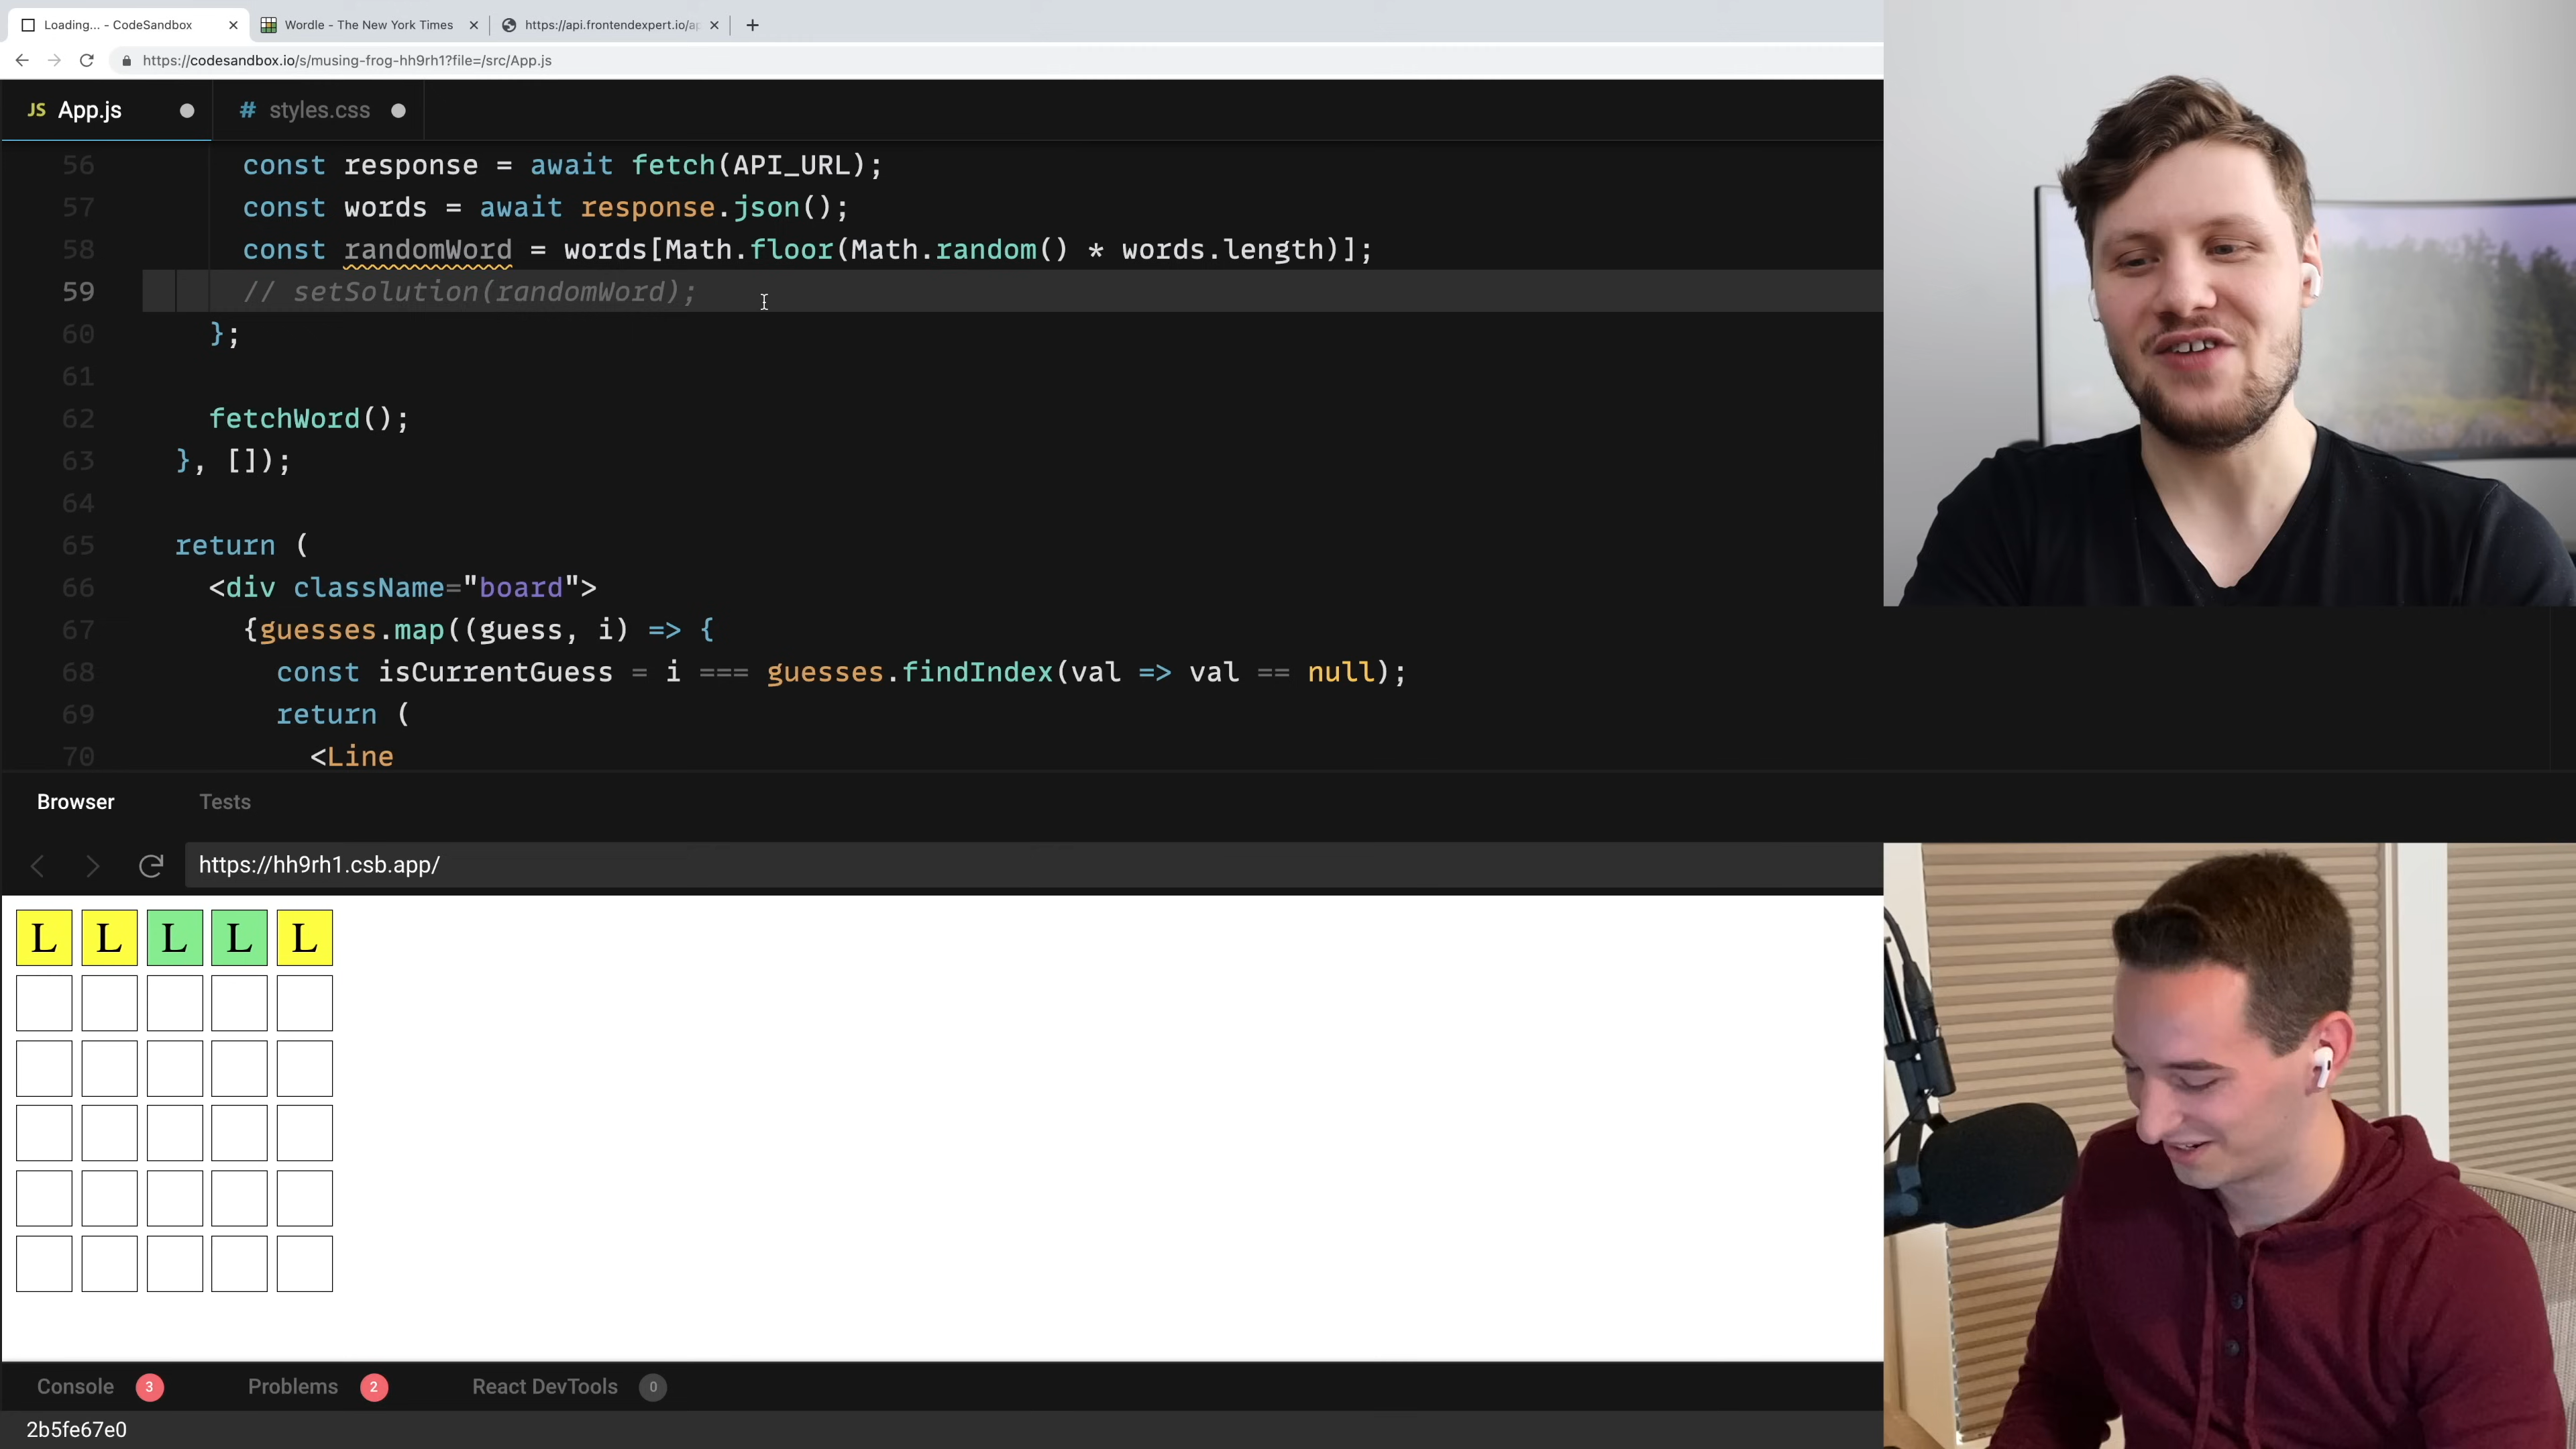 Loading... - CodeSandbox
Wordle - The New York Times
https://api.frontendexpert.io/ap
https://codesandbox.io/s/musing-frog-hh9rh1?file=/src/App.js
JS App.js
# styles.css
56 const response = await fetch(API_URL);
57 const words = await response.json();
58 const randomWord = words[Math.floor(Math.random() * words.length)];
59 // setSolution(randomWord);
60 };
61
62 fetchWord();
63 }, []);
64
65 return (
66 <div className="board">
67 {guesses.map((guess, i) => {
68 const isCurrentGuess = i === guesses.findIndex(val => val == null);
69 return (
70 <Line
Browser Tests
https://hh9rh1.csb.app/
L L L L L
Console 3 Problems 2 React DevTools 0
2b5fe67e0